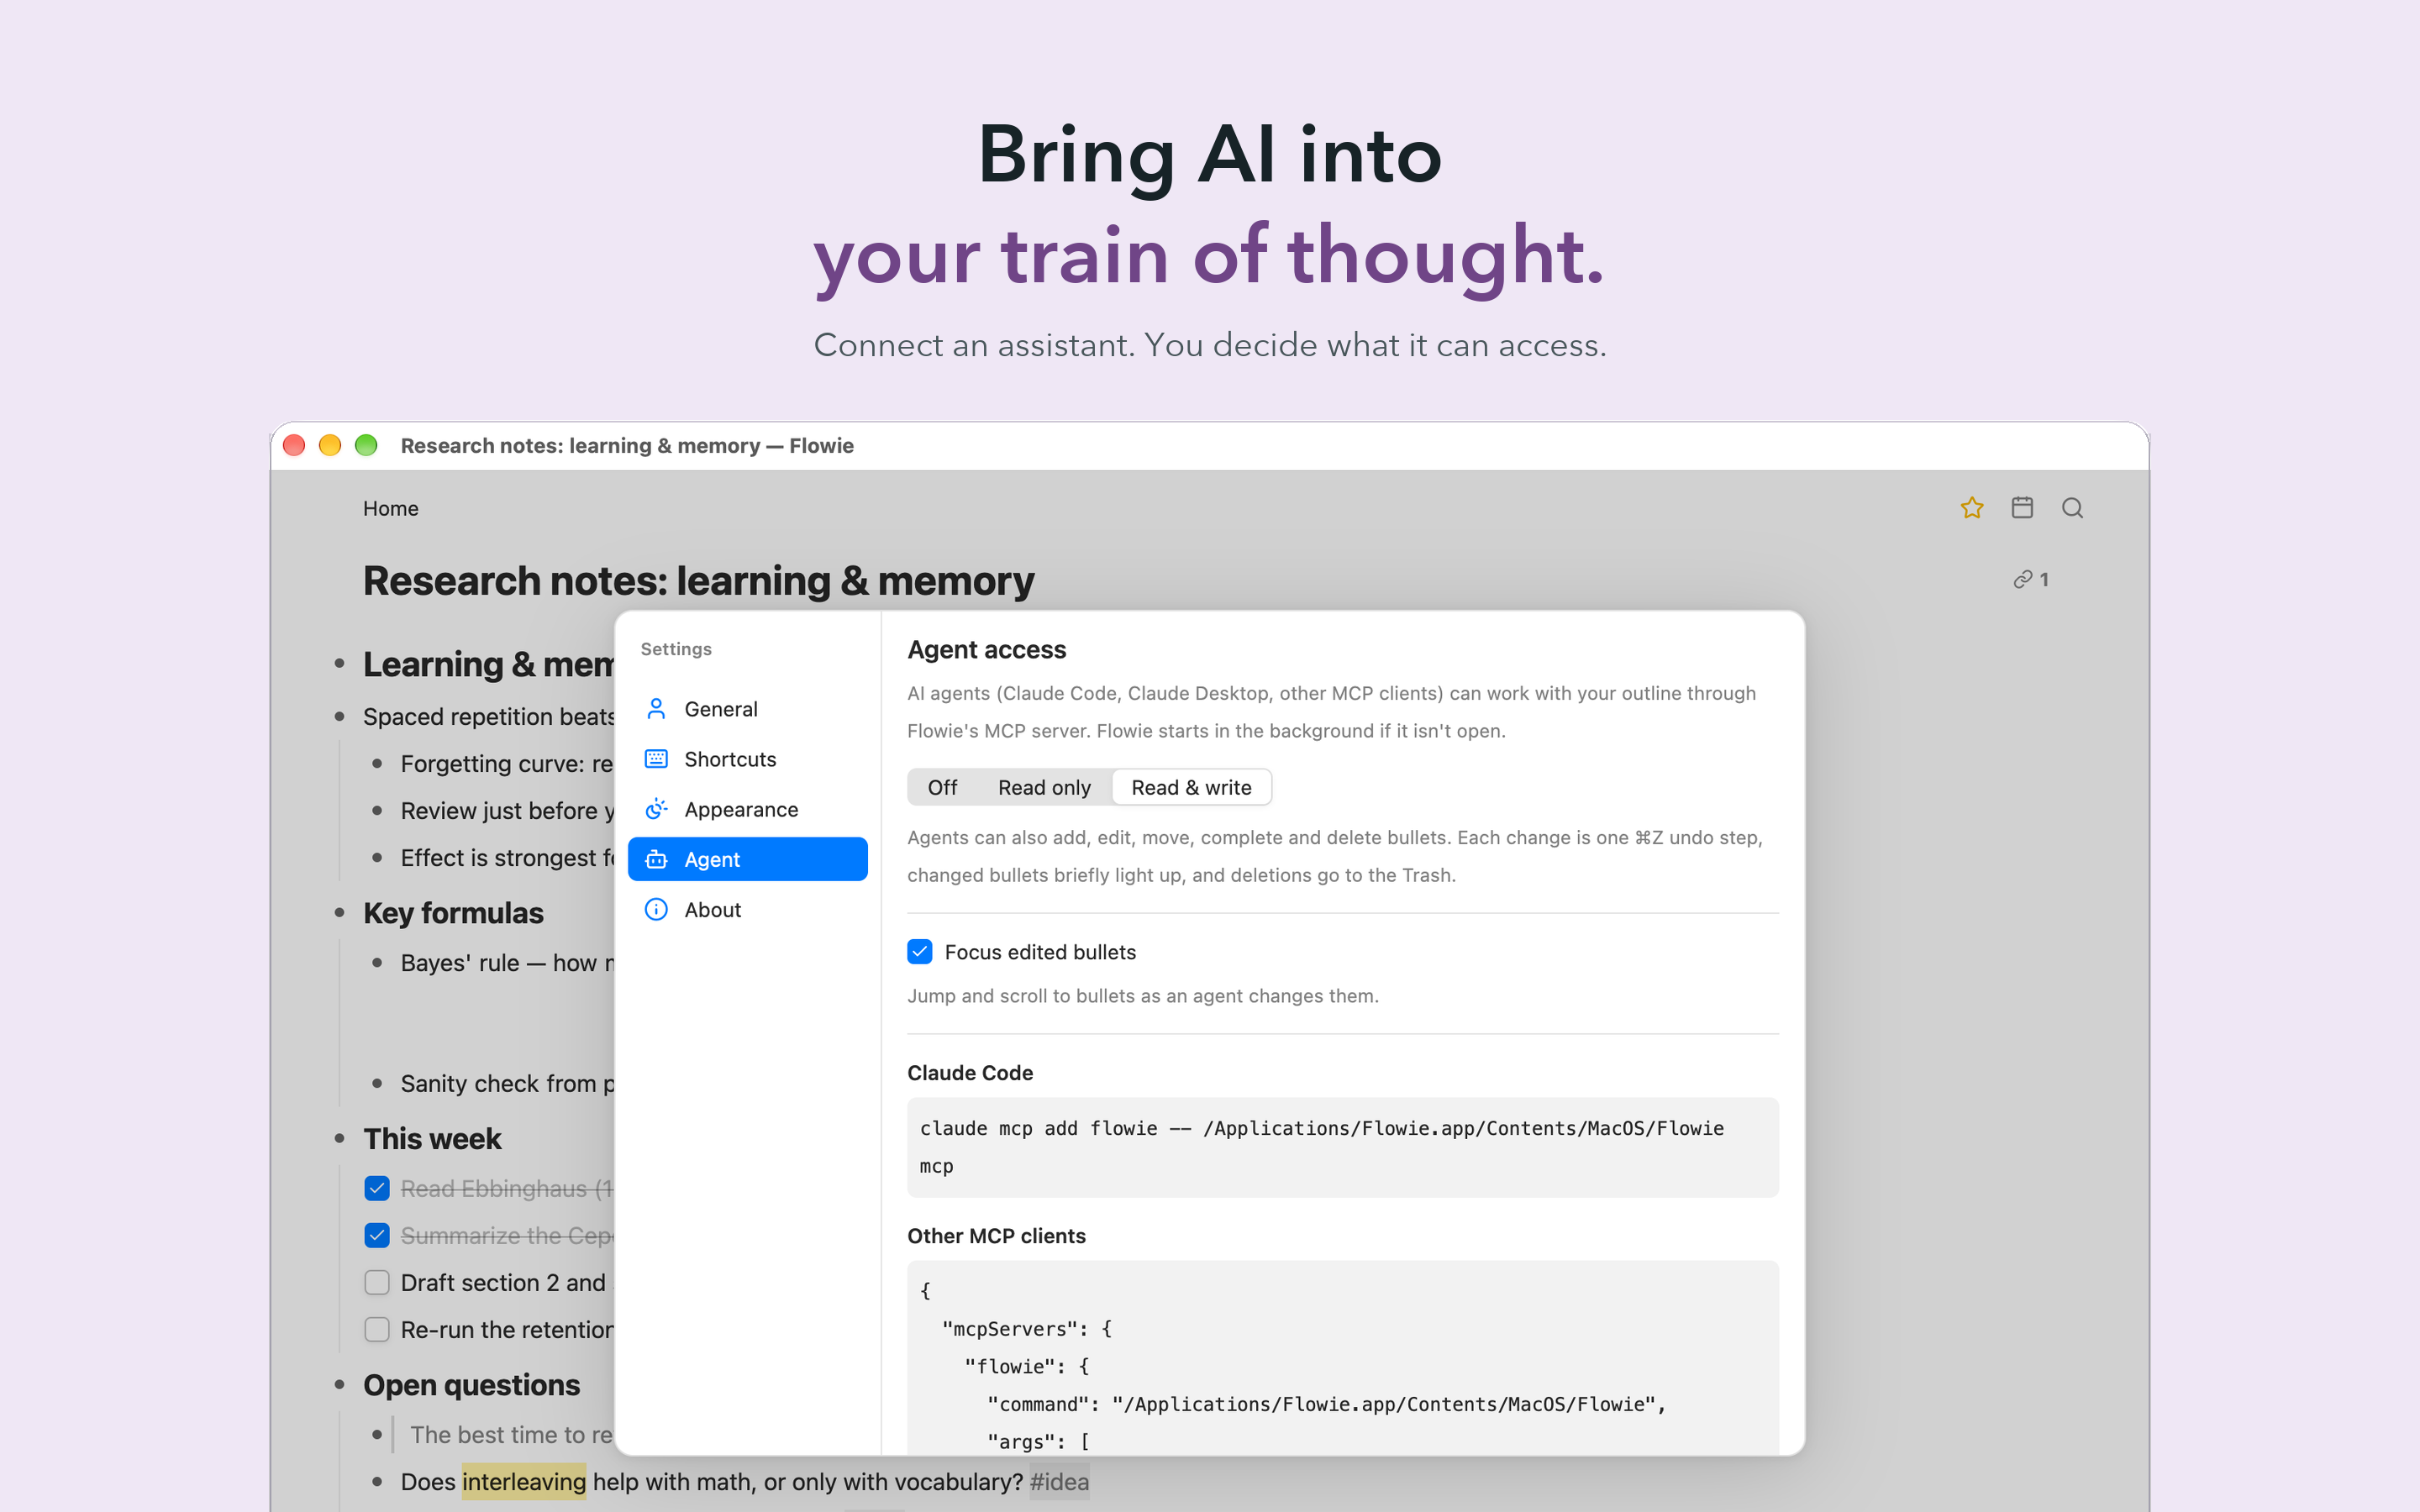 Bring AI into
your train of thought.
Connect an assistant. You decide what it can access.
Research notes: learning & memory — Flowie
Home
Research notes: learning & memory
1
Learning & mem
Spaced repetition beats
Forgetting curve: re
Review just before y
Effect is strongest fo
Key formulas
Bayes' rule — how m
Sanity check from p
This week
Read Ebbinghaus (1
Summarize the Cepe
Draft section 2 and
Re-run the retention
Open questions
The best time to re
Does interleaving help with math, or only with vocabulary? #idea
Settings
General
Shortcuts
Appearance
Agent
About
Agent access
AI agents (Claude Code, Claude Desktop, other MCP clients) can work with your outline through
Flowie's MCP server. Flowie starts in the background if it isn't open.
Off Read only Read & write
Agents can also add, edit, move, complete and delete bullets. Each change is one ⌘Z undo step,
changed bullets briefly light up, and deletions go to the Trash.
Focus edited bullets
Jump and scroll to bullets as an agent changes them.
Claude Code
claude mcp add flowie -- /Applications/Flowie.app/Contents/MacOS/Flowie
mcp
Other MCP clients
{
"mcpServers": {
"flowie": {
"command": "/Applications/Flowie.app/Contents/MacOS/Flowie",
"args": [